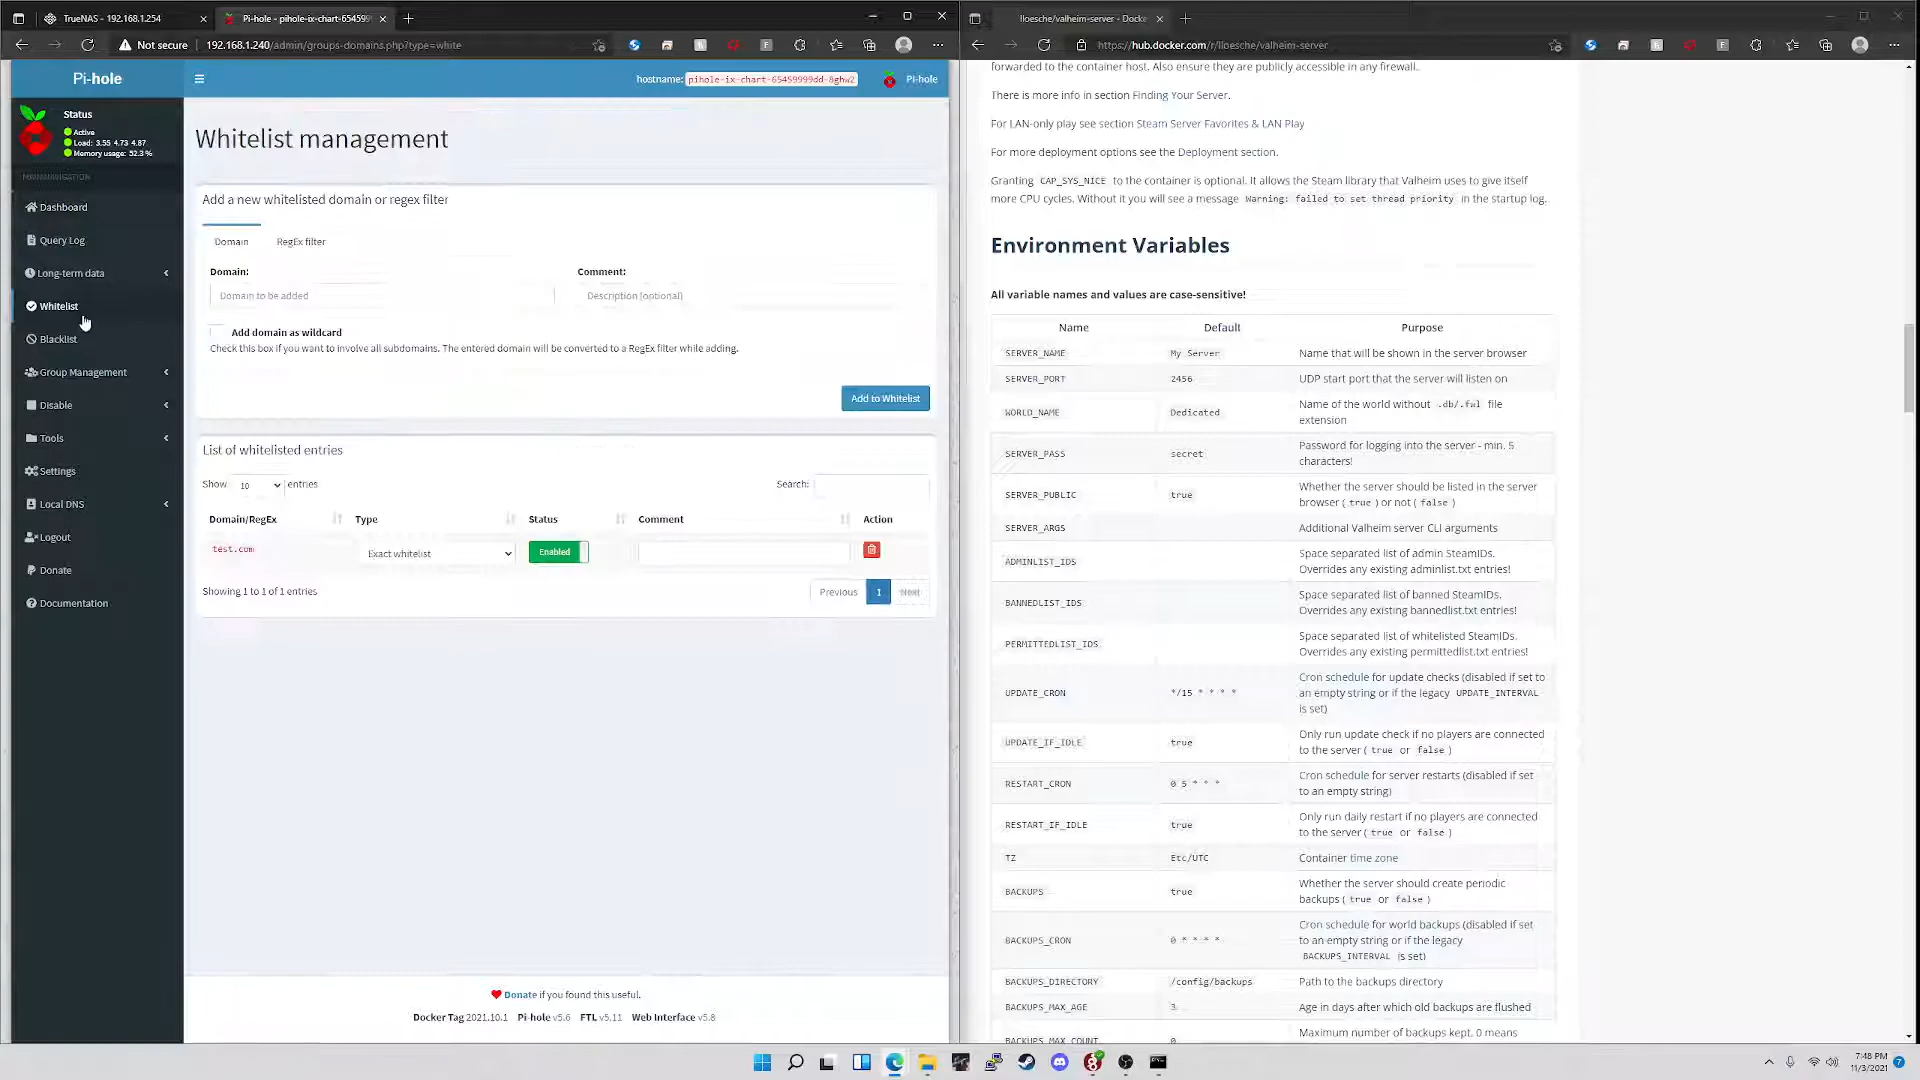 TrueNAS - 192.168.1.254
Pi-hole - pihole-ix-chart-654599
Not secure
192.168.1.240/admin/groups-domains.php?type=white
Pi-hole
hostname: pihole-ix-chart-65459999dd-8ghw2
Pi-hole
Status
Active
Load: 3.55 4.73 4.87
Memory usage: 52.3 %
Dashboard
Query Log
Long-term data
Whitelist
Blacklist
Group Management
Disable
Tools
Settings
Local DNS
Logout
Donate
Documentation
Whitelist management
Add a new whitelisted domain or regex filter
Domain
RegEx filter
Domain:
Comment:
Domain to be added
Description (optional)
Add domain as wildcard
Check this box if you want to involve all subdomains. The entered domain will be converted to a RegEx filter while adding.
Add to Whitelist
List of whitelisted entries
Show 10 entries
Search:
Domain/RegEx Type Status Comment Action
test.com Exact whitelist Enabled
Showing 1 to 1 of 1 entries
Previous 1 Next
Donate if you found this useful.
Docker Tag 2021.10.1 Pi-hole v5.6 FTL v5.11 Web Interface v5.8
lloesche/valheim-server - Docke
https://hub.docker.com/r/lloesche/valheim-server
forwarded to the container host. Also ensure they are publicly accessible in any firewall.
There is more info in section Finding Your Server.
For LAN-only play see section Steam Server Favorites & LAN Play
For more deployment options see the Deployment section.
Granting CAP_SYS_NICE to the container is optional. It allows the Steam library that Valheim uses to give itself
more CPU cycles. Without it you will see a message Warning: failed to set thread priority in the startup log.
Environment Variables
All variable names and values are case-sensitive!
Name Default Purpose
SERVER_NAME My Server Name that will be shown in the server browser
SERVER_PORT 2456 UDP start port that the server will listen on
WORLD_NAME Dedicated Name of the world without .db/.fwl file
extension
SERVER_PASS secret Password for logging into the server - min. 5
characters!
SERVER_PUBLIC true Whether the server should be listed in the server
browser ( true ) or not ( false )
SERVER_ARGS Additional Valheim server CLI arguments
ADMINLIST_IDS Space separated list of admin SteamIDs.
Overrides any existing adminlist.txt entries!
BANNEDLIST_IDS Space separated list of banned SteamIDs.
Overrides any existing bannedlist.txt entries!
PERMITTEDLIST_IDS Space separated list of whitelisted SteamIDs.
Overrides any existing permittedlist.txt entries!
UPDATE_CRON */15 * * * * Cron schedule for update checks (disabled if set to
an empty string or if the legacy UPDATE_INTERVAL
is set)
UPDATE_IF_IDLE true Only run update check if no players are connected
to the server ( true or false )
RESTART_CRON 0 5 * * * Cron schedule for server restarts (disabled if set
to an empty string)
RESTART_IF_IDLE true Only run daily restart if no players are connected
to the server ( true or false )
TZ Etc/UTC Container time zone
BACKUPS true Whether the server should create periodic
backups ( true or false )
BACKUPS_CRON 0 * * * * Cron schedule for world backups (disabled if set
to an empty string or if the legacy
BACKUPS_INTERVAL is set)
BACKUPS_DIRECTORY /config/backups Path to the backups directory
BACKUPS_MAX_AGE 3 Age in days after which old backups are flushed
BACKUPS_MAX_COUNT 0 Maximum number of backups kept, 0 means
7:48 PM
11/3/2021
7